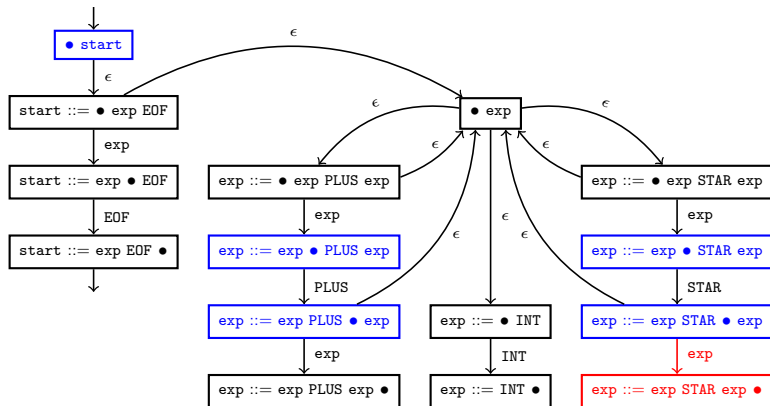 ● start
ϵ
ϵ
start ::= ● exp EOF
● exp
ϵ
ϵ
exp
ϵ
ϵ
start ::= exp ● EOF
exp ::= ● exp PLUS exp
exp ::= ● exp STAR exp
EOF
exp
ϵ
exp
start ::= exp EOF ●
exp ::= exp ● PLUS exp
ϵ
ϵ
exp ::= exp ● STAR exp
PLUS
STAR
exp ::= exp PLUS ● exp
exp ::= ● INT
exp ::= exp STAR ● exp
exp
INT
exp
exp ::= exp PLUS exp ●
exp ::= INT ●
exp ::= exp STAR exp ●